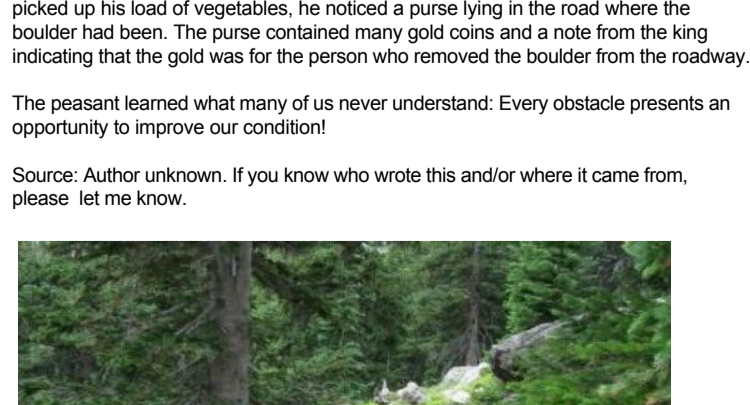 picked up his load of vegetables, he noticed a purse lying in the road where the
boulder had been. The purse contained many gold coins and a note from the king
indicating that the gold was for the person who removed the boulder from the roadway.
The peasant learned what many of us never understand: Every obstacle presents an
opportunity to improve our condition!
Source: Author unknown. If you know who wrote this and/or where it came from,
please  let me know.